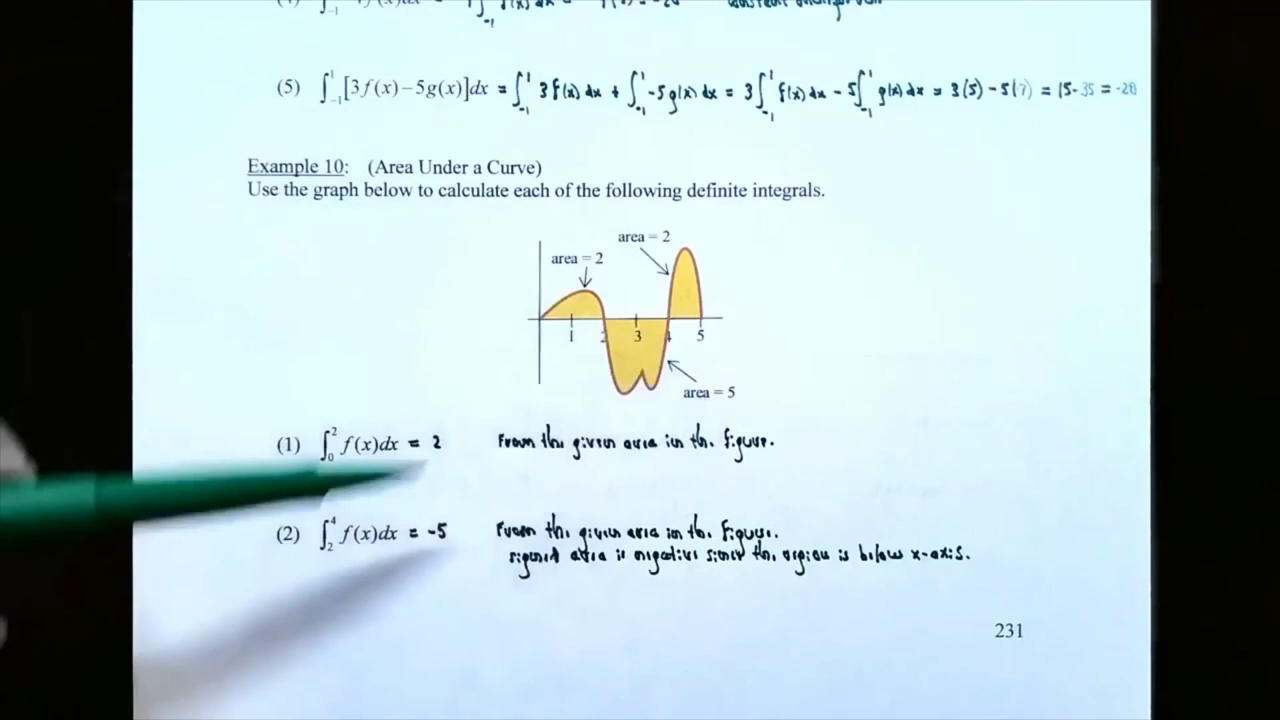 (5) ∫₋₁¹ [3f(x)−5g(x)]dx = ∫₋₁¹ 3f(x) dx + ∫₋₁¹ -5g(x) dx = 3∫₋₁¹ f(x) dx - 5∫₋₁¹ g(x) dx = 3(5) - 5(7) = 15-35 = -20
Example 10: (Area Under a Curve)
Use the graph below to calculate each of the following definite integrals.
area = 2
area = 2
1 2 3 4 5
area = 5
(1) ∫₀² f(x)dx = 2 From the given area in the figure.
(2) ∫₂⁴ f(x)dx = -5 From the given area in the figure.
signed area is negative since the region is below x-axis.
231